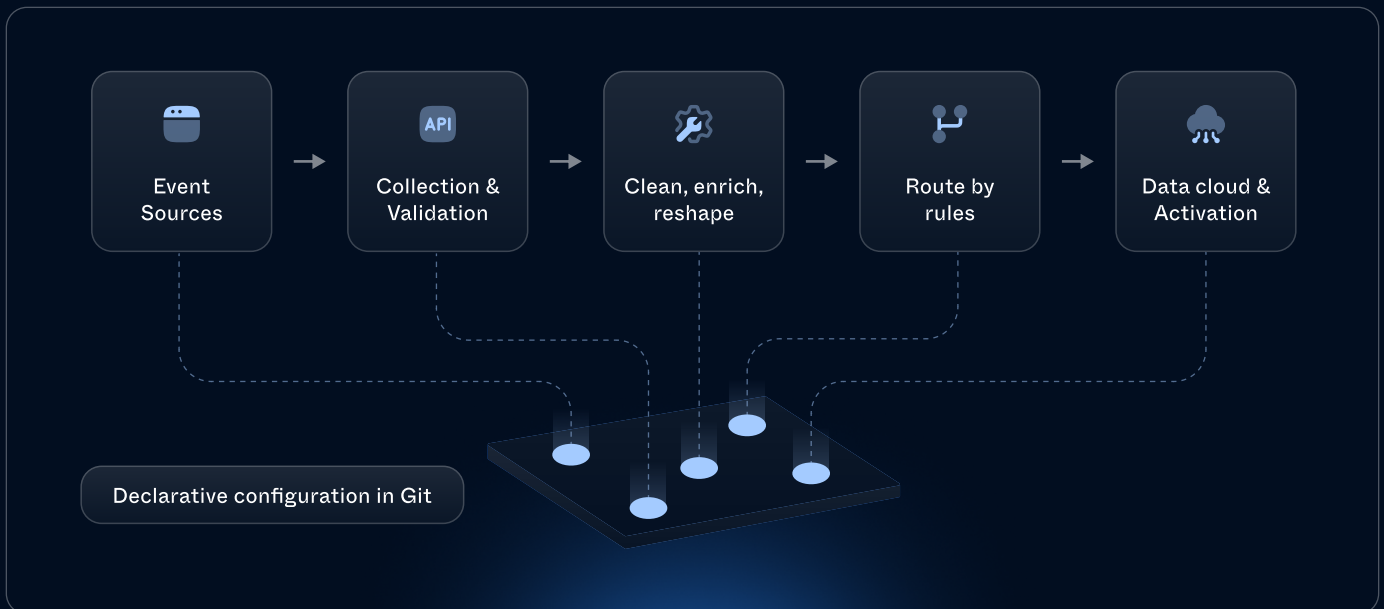 Event
Sources
API
Collection &
Validation
Clean, enrich,
reshape
Route by
rules
Data cloud &
Activation
Declarative configuration in Git